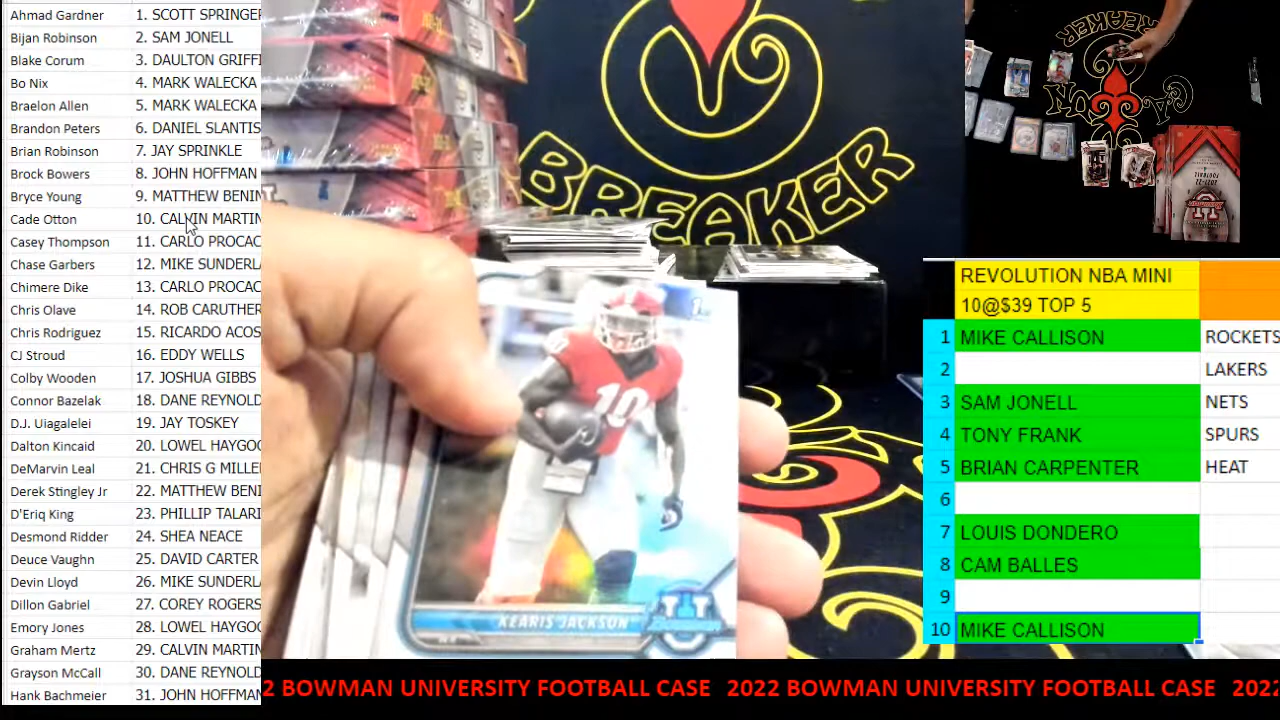 Ahmad Gardner 1. SCOTT SPRINGE
Bijan Robinson 2. SAM JONELL
Blake Corum 3. DAULTON GRIFFI
Bo Nix 4. MARK WALECKA
Braelon Allen 5. MARK WALECKA
Brandon Peters 6. DANIEL SLANTIS
Brian Robinson 7. JAY SPRINKLE
Brock Bowers 8. JOHN HOFFMAN
Bryce Young 9. MATTHEW BENIN
Cade Otton 10. CALVIN MARTIN
Casey Thompson 11. CARLO PROCAC
Chase Garbers 12. MIKE SUNDERL
Chimere Dike 13. CARLO PROCAC
Chris Olave 14. ROB CARUTHER
Chris Rodriguez 15. RICARDO ACOS
CJ Stroud 16. EDDY WELLS
Colby Wooden 17. JOSHUA GIBBS
Connor Bazelak 18. DANE REYNOLD
D.J. Uiagalelei 19. JAY TOSKEY
Dalton Kincaid 20. LOWEL HAYGOO
DeMarvin Leal 21. CHRIS G MILLE
Derek Stingley Jr 22. MATTHEW BENI
D'Eriq King 23. PHILLIP TALARI
Desmond Ridder 24. SHEA NEACE
Deuce Vaughn 25. DAVID CARTER
Devin Lloyd 26. MIKE SUNDERL
Dillon Gabriel 27. COREY ROGERS
Emory Jones 28. LOWEL HAYGOO
Graham Mertz 29. CALVIN MARTIN
Grayson McCall 30. DANE REYNOLD
Hank Bachmeier 31. JOHN HOFFMAN
BREAKER
10
KEARIS JACKSON
BREAKER
REVOLUTION NBA MINI
10@$39 TOP 5
1 MIKE CALLISON ROCKETS
2 LAKERS
3 SAM JONELL NETS
4 TONY FRANK SPURS
5 BRIAN CARPENTER HEAT
6
7 LOUIS DONDERO
8 CAM BALLES
9
10 MIKE CALLISON
2 BOWMAN UNIVERSITY FOOTBALL CASE 2022 BOWMAN UNIVERSITY FOOTBALL CASE 2022